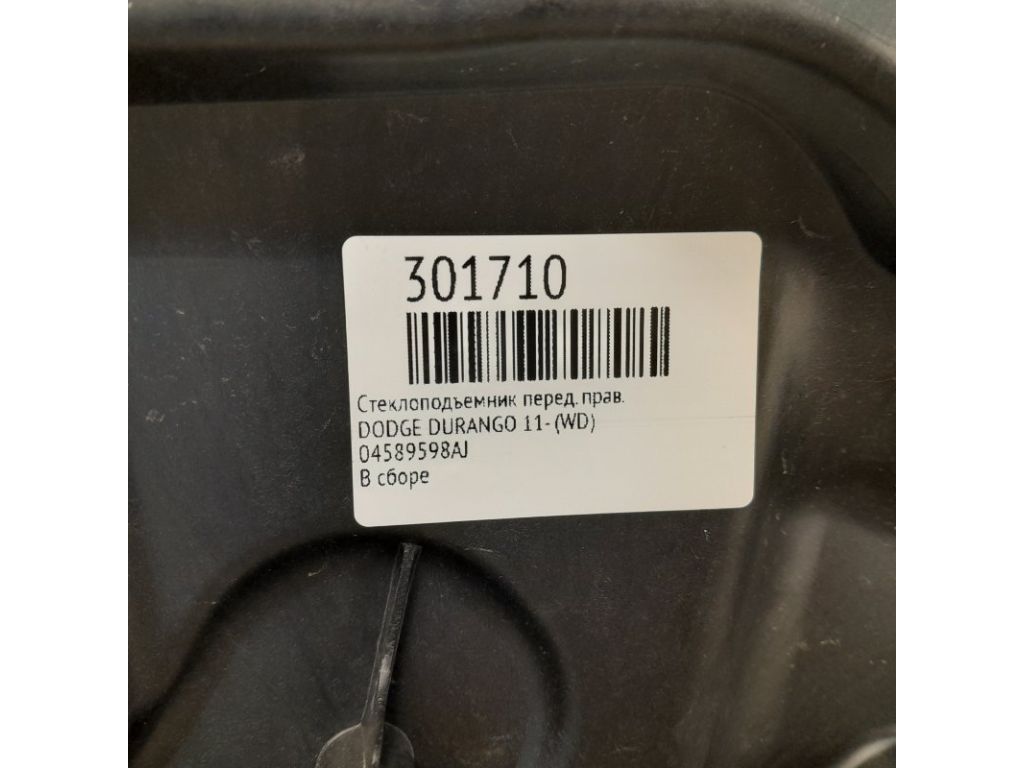 301710
Стеклоподъемник перед. прав.
DODGE DURANGO 11- (WD)
04589598AJ
В сборе